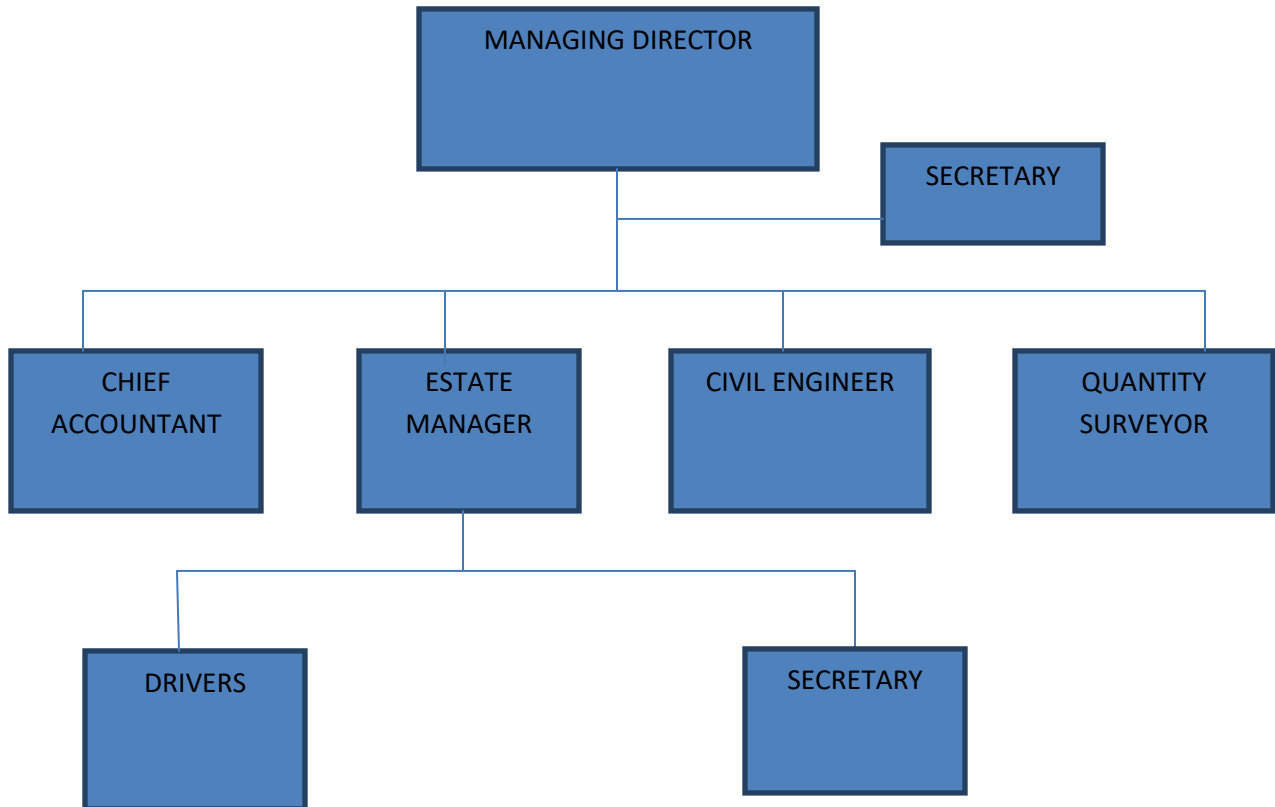 MANAGING DIRECTOR
SECRETARY
CHIEF
ACCOUNTANT
ESTATE
MANAGER
CIVIL ENGINEER
QUANTITY
SURVEYOR
DRIVERS
SECRETARY